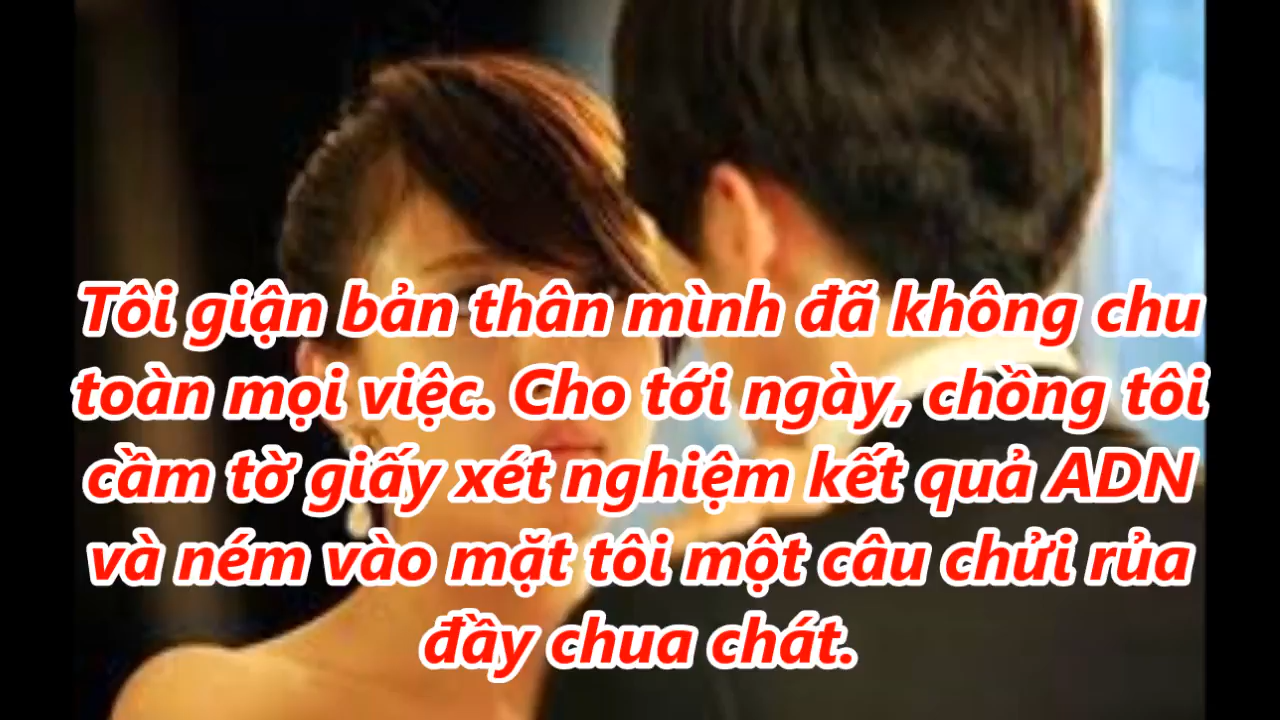 Tôi giận bản thân mình đã không chu
toàn mọi việc. Cho tới ngày, chồng tôi
cầm tờ giấy xét nghiệm kết quả ADN
và ném vào mặt tôi một câu chửi rủa
đầy chua chát.